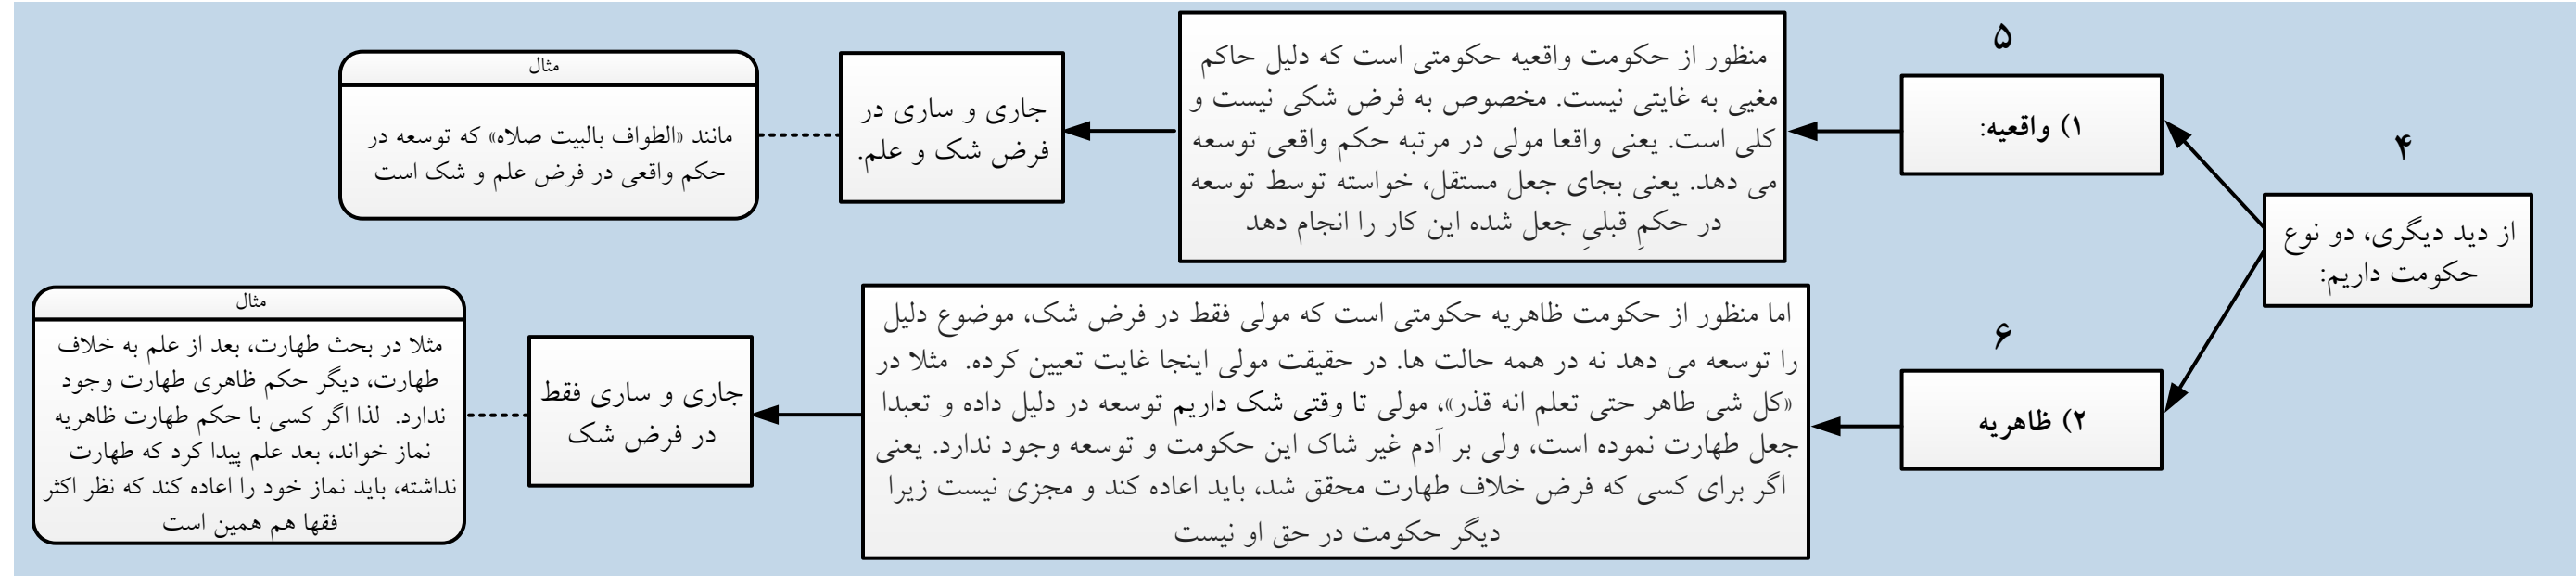 ۴
از دید دیگری، دو نوع
حکومت داریم:
۵
۱) واقعیه:
منظور از حکومت واقعیه حکومتی است که دلیل حاکم
مغیی به غایتی نیست. مخصوص به فرض شکی نیست و
کلی است. یعنی واقعا مولی در مرتبه حکم واقعی توسعه
می دهد. یعنی بجای جعل مستقل، خواسته توسط توسعه
در حکمِ قبلیِ جعل شده این کار را انجام دهد
جاری و ساری در
فرض شک و علم.
مثال
مانند «الطواف بالبیت صلاه» که توسعه در
حکم واقعی در فرض علم و شک است
۶
۲) ظاهریه
اما منظور از حکومت ظاهریه حکومتی است که مولی فقط در فرض شک، موضوع دلیل
را توسعه می دهد نه در همه حالت ها. در حقیقت مولی اینجا غایت تعیین کرده. مثلا در
«کل شی طاهر حتی تعلم انه قذر»، مولی تا وقتی شک داریم توسعه در دلیل داده و تعبدا
جعل طهارت نموده است، ولی بر آدم غیر شاک این حکومت و توسعه وجود ندارد. یعنی
اگر برای کسی که فرض خلاف طهارت محقق شد، باید اعاده کند و مجزی نیست زیرا
دیگر حکومت در حق او نیست
جاری و ساری فقط
در فرض شک
مثال
مثلا در بحث طهارت، بعد از علم به خلاف
طهارت، دیگر حکم ظاهری طهارت وجود
ندارد. لذا اگر کسی با حکم طهارت ظاهریه
نماز خواند، بعد علم پیدا کرد که طهارت
نداشته، باید نماز خود را اعاده کند که نظر اکثر
فقها هم همین است